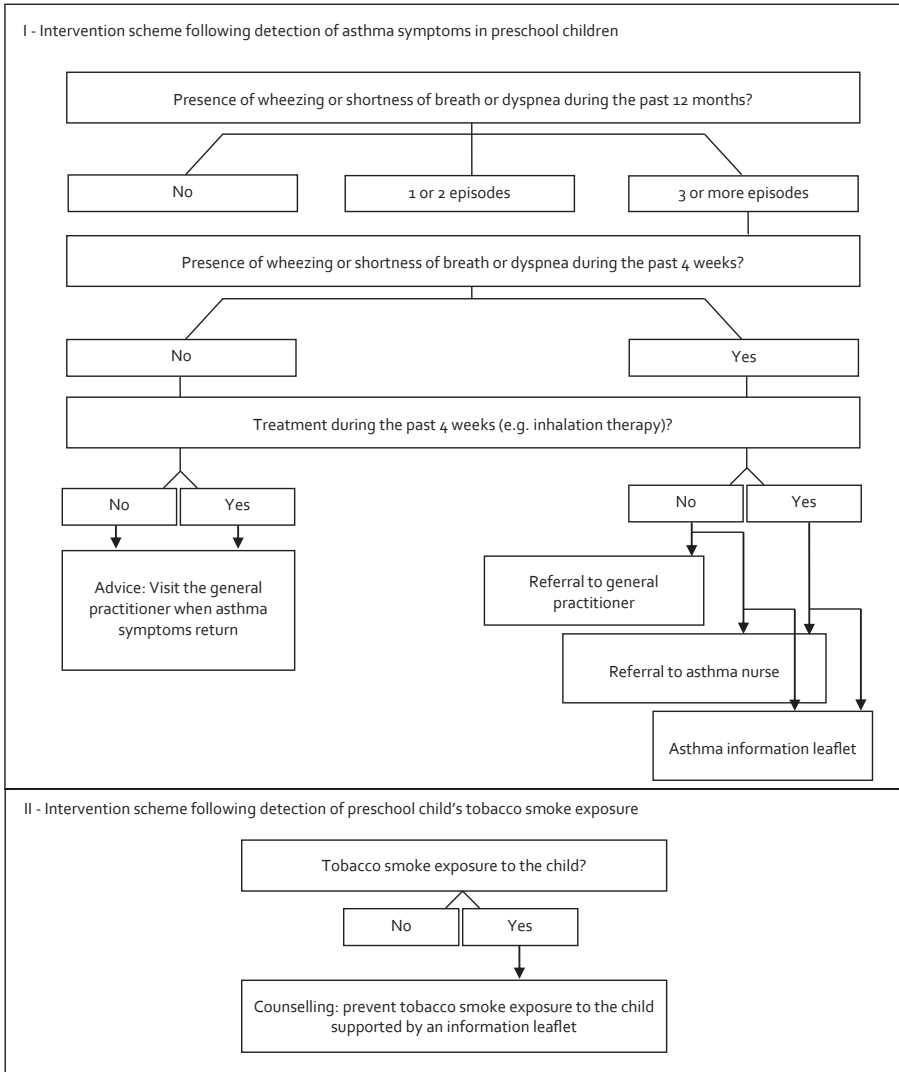 I - Intervention scheme following detection of asthma symptoms in preschool children
Presence of wheezing or shortness of breath or dyspnea during the past 12 months?
No
1 or 2 episodes
3 or more episodes
Presence of wheezing or shortness of breath or dyspnea during the past 4 weeks?
No
Yes
Treatment during the past 4 weeks (e.g. inhalation therapy)?
No
Yes
No
Yes
Advice: Visit the general
practitioner when asthma
symptoms return
Referral to general
practitioner
Referral to asthma nurse
Asthma information leaflet
II - Intervention scheme following detection of preschool child's tobacco smoke exposure
Tobacco smoke exposure to the child?
No
Yes
Counselling: prevent tobacco smoke exposure to the child
supported by an information leaflet